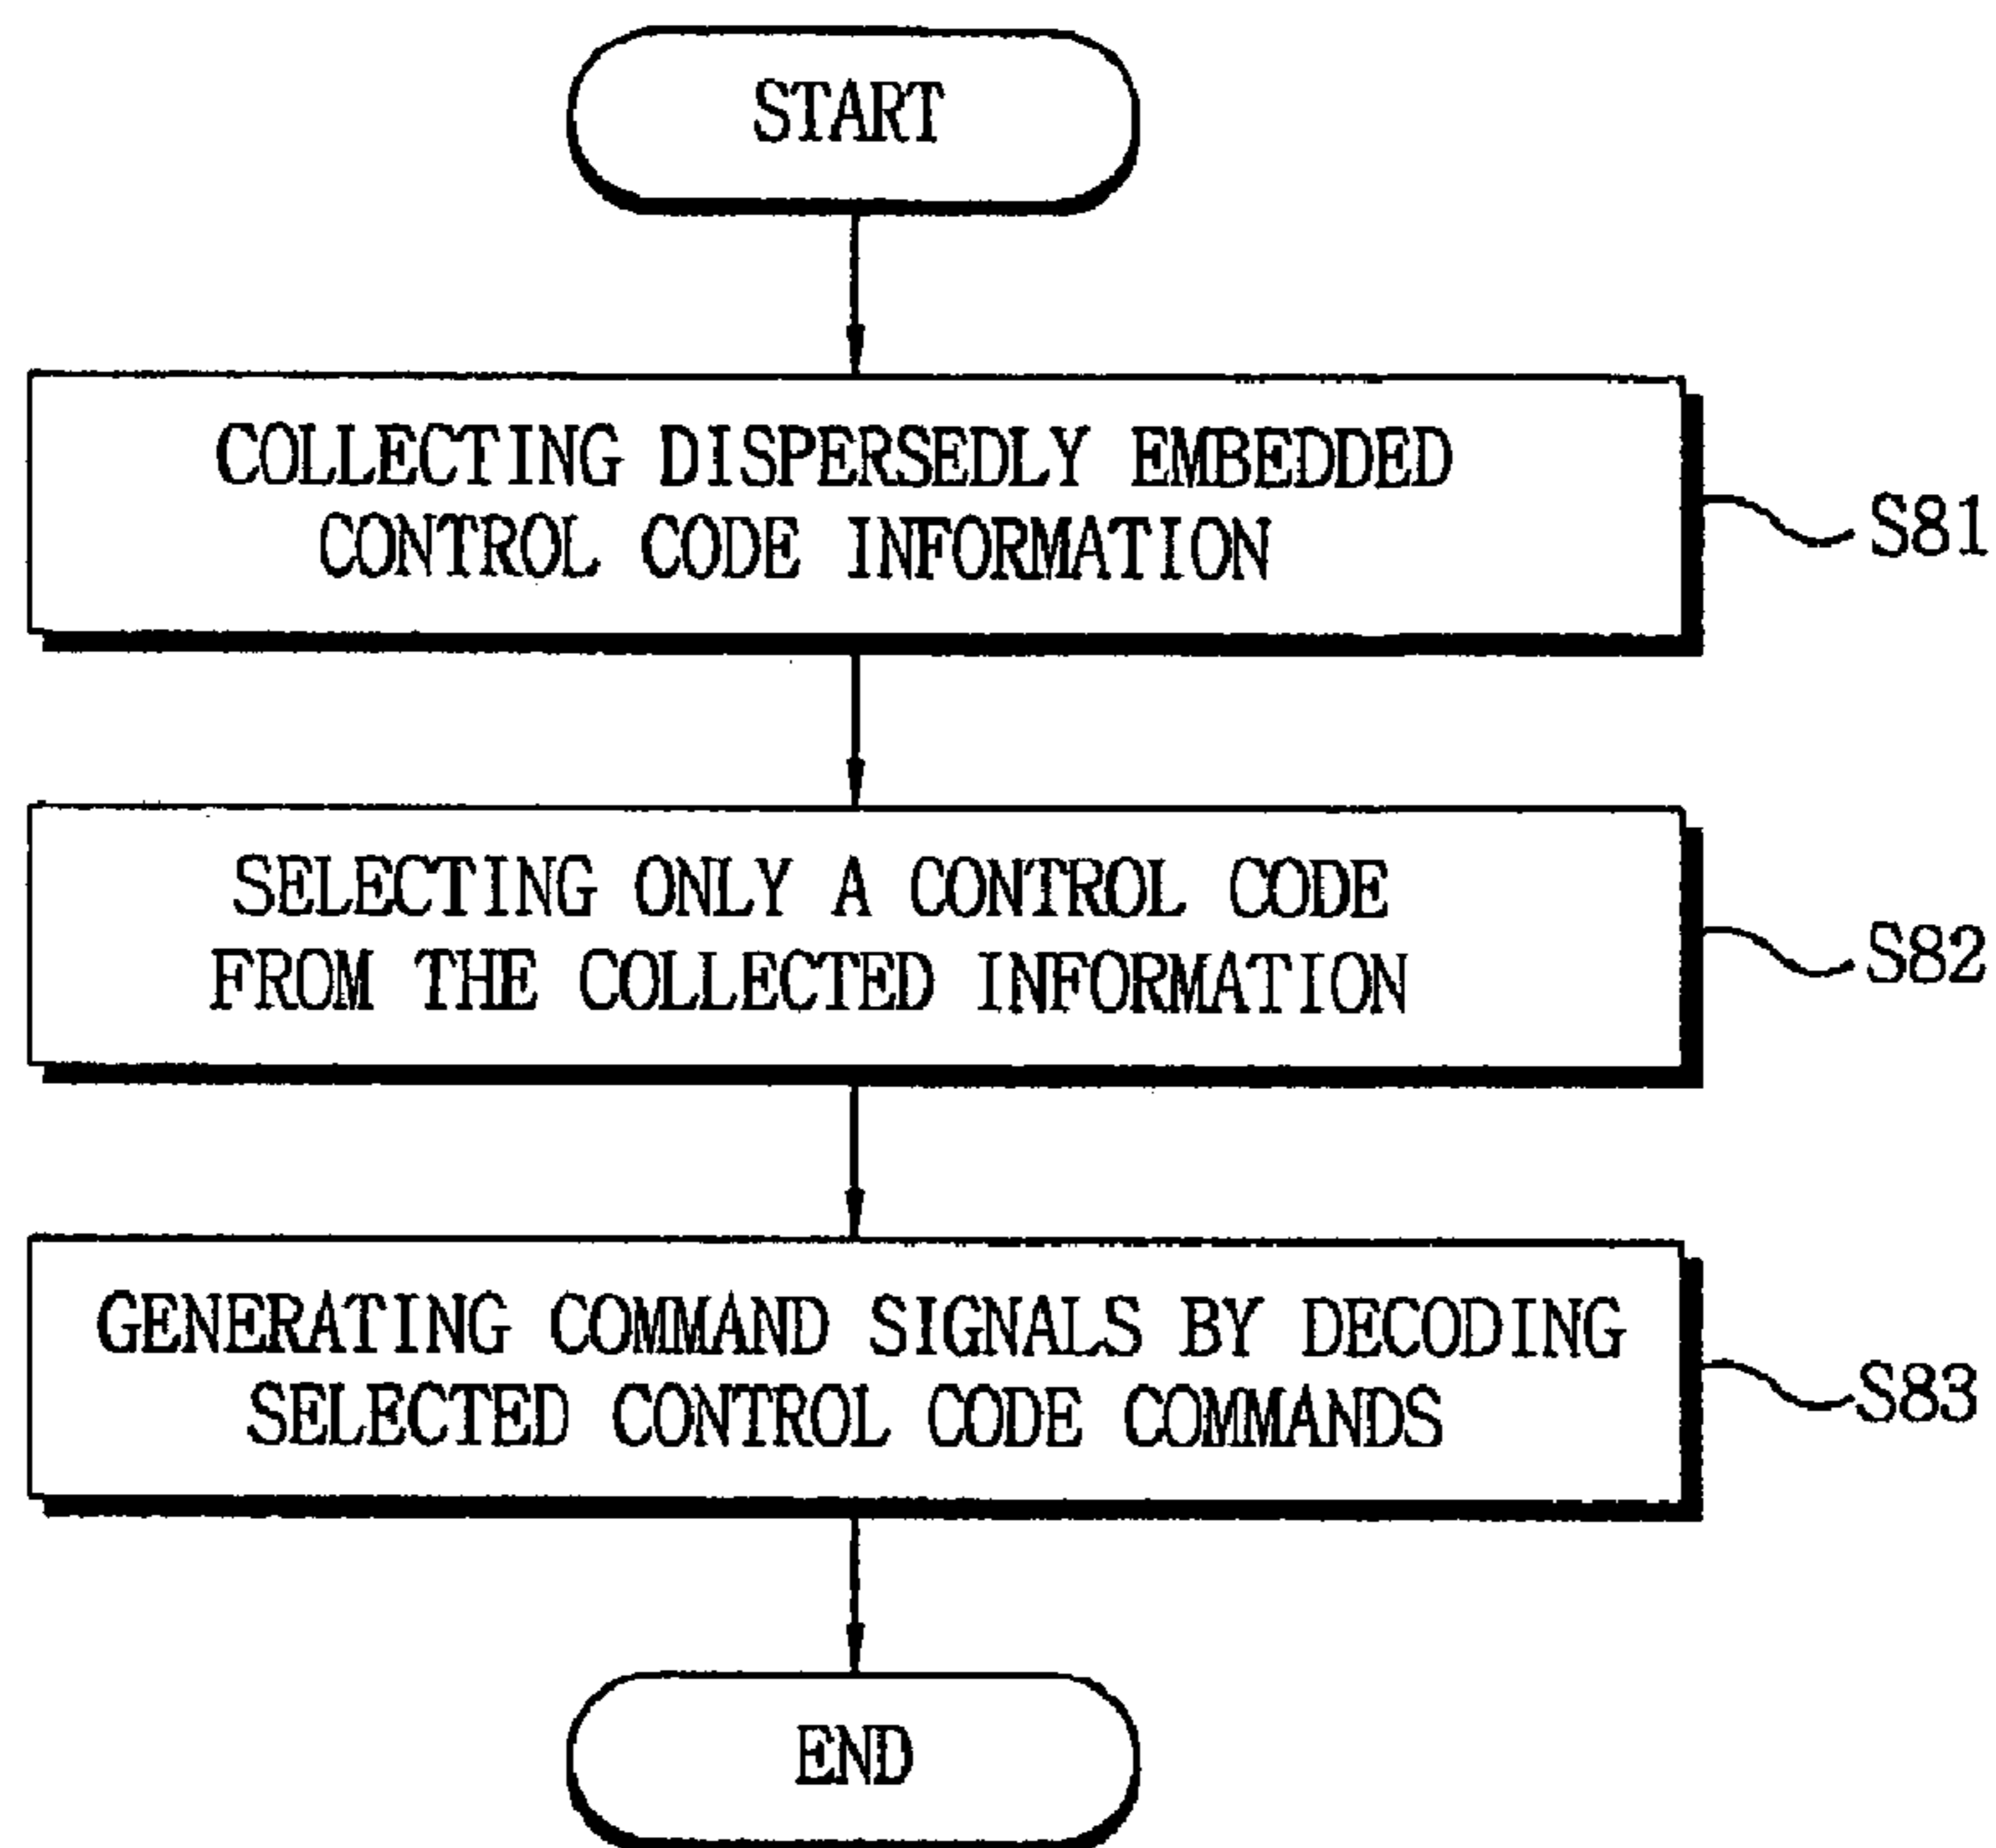 START
COLLECTING DISPERSEDLY EMBEDDED
CONTROL CODE INFORMATION
S81
SELECTING ONLY A CONTROL CODE
FROM THE COLLECTED INFORMATION
S82
GENERATING COMMAND SIGNALS BY DECODING
SELECTED CONTROL CODE COMMANDS
S83
END